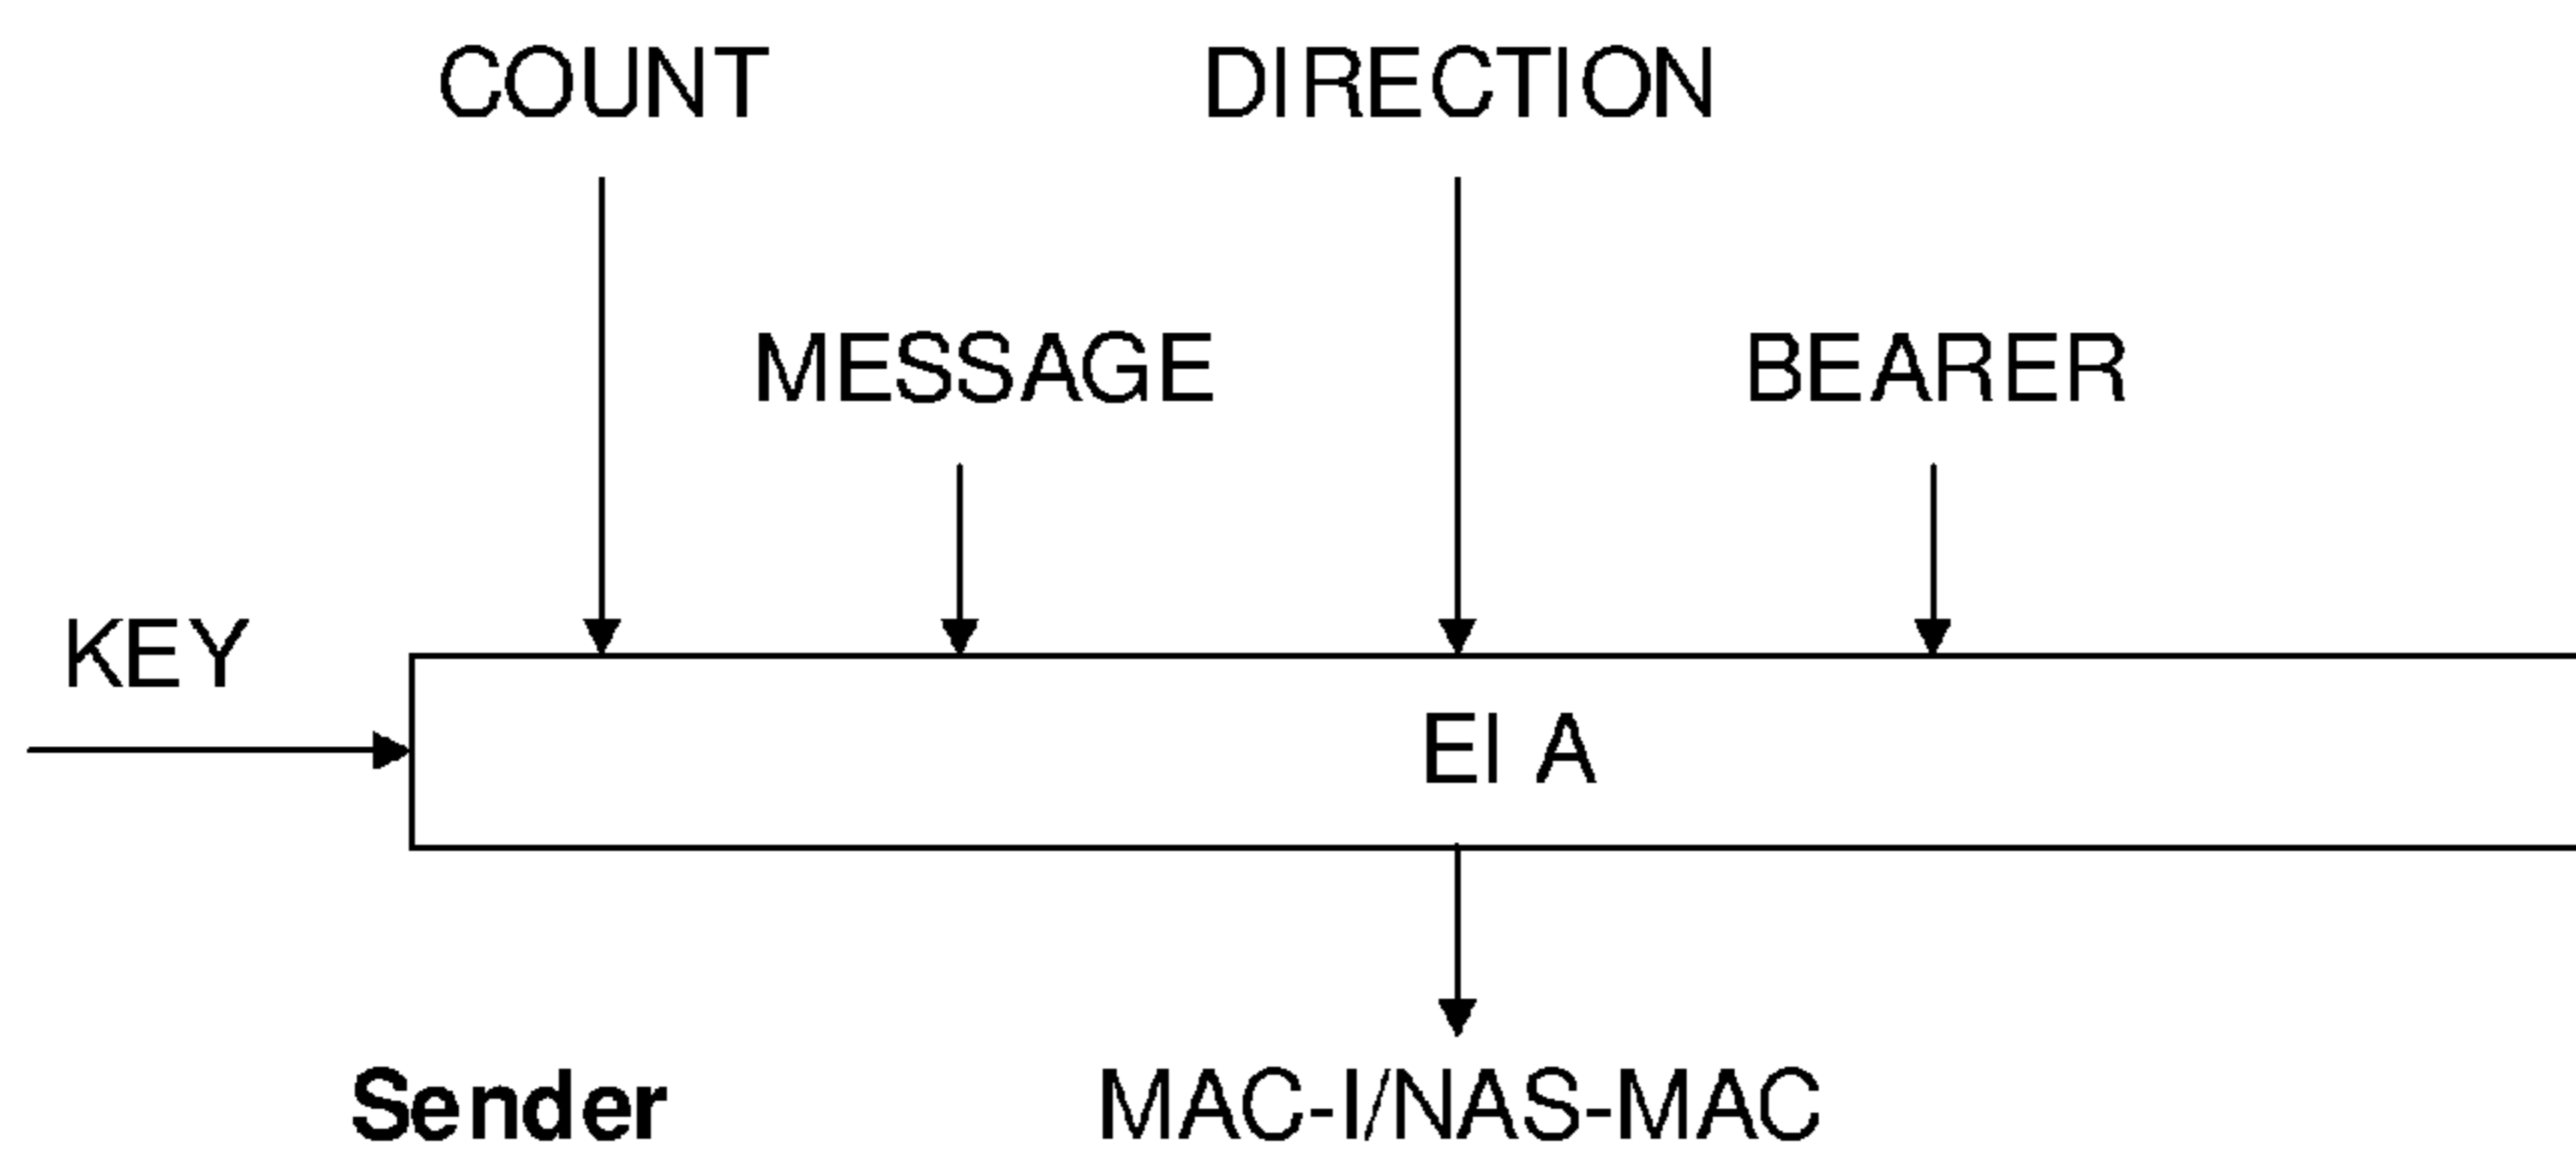 COUNT DIRECTION
MESSAGE BEARER
KEY
EI A
Sender MAC-I/NAS-MAC